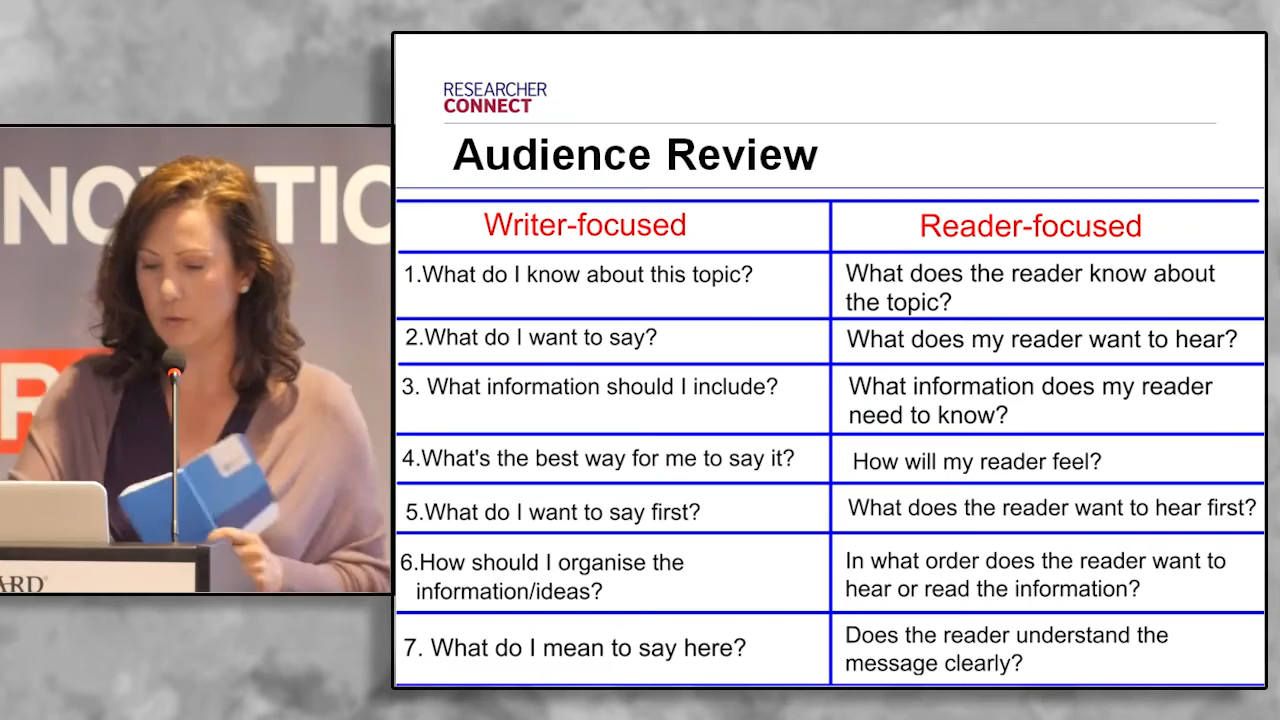 NO
TIO
R
ARD
RESEARCHER
CONNECT
Audience Review
Writer-focused
Reader-focused
1.What do I know about this topic?
What does the reader know about
the topic?
2.What do I want to say?
What does my reader want to hear?
3. What information should I include?
What information does my reader
need to know?
4.What's the best way for me to say it?
How will my reader feel?
5.What do I want to say first?
What does the reader want to hear first?
6.How should I organise the
information/ideas?
In what order does the reader want to
hear or read the information?
7. What do I mean to say here?
Does the reader understand the
message clearly?